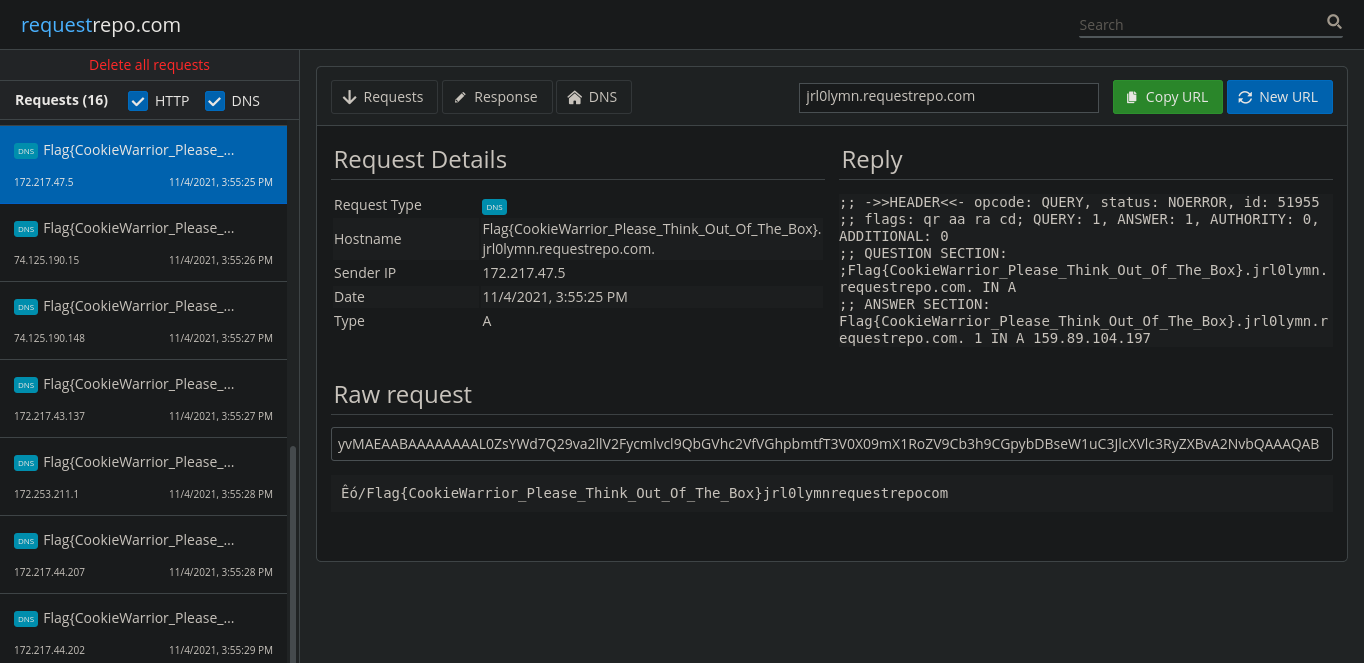 requestrepo.com
Search
Delete all requests
Requests (16) HTTP DNS
DNS Flag{CookieWarrior_Please_...
172.217.47.5 11/4/2021, 3:55:25 PM
DNS Flag{CookieWarrior_Please_...
74.125.190.15 11/4/2021, 3:55:26 PM
DNS Flag{CookieWarrior_Please_...
74.125.190.148 11/4/2021, 3:55:27 PM
DNS Flag{CookieWarrior_Please_...
172.217.43.137 11/4/2021, 3:55:27 PM
DNS Flag{CookieWarrior_Please_...
172.253.211.1 11/4/2021, 3:55:28 PM
DNS Flag{CookieWarrior_Please_...
172.217.44.207 11/4/2021, 3:55:28 PM
DNS Flag{CookieWarrior_Please_...
172.217.44.202 11/4/2021, 3:55:29 PM
Requests Response DNS jrl0lymn.requestrepo.com Copy URL New URL
Request Details
Request Type DNS
Hostname Flag{CookieWarrior_Please_Think_Out_Of_The_Box}.
jrl0lymn.requestrepo.com.
Sender IP 172.217.47.5
Date 11/4/2021, 3:55:25 PM
Type A
Reply
;; ->>HEADER<<- opcode: QUERY, status: NOERROR, id: 51955
;; flags: qr aa ra cd; QUERY: 1, ANSWER: 1, AUTHORITY: 0,
ADDITIONAL: 0
;; QUESTION SECTION:
;Flag{CookieWarrior_Please_Think_Out_Of_The_Box}.jrl0lymn.
requestrepo.com. IN A
;; ANSWER SECTION:
Flag{CookieWarrior_Please_Think_Out_Of_The_Box}.jrl0lymn.r
equestrepo.com. 1 IN A 159.89.104.197
Raw request
yvMAEAABAAAAAAAAL0ZsYWd7Q29va2llV2Fycmlvcl9QbGVhc2VfVGhpbmtfT3V0X09mX1RoZV9Cb3h9CGpybDBseW1uC3JlcXVlc3RyZXBvA2NvbQAAAQAB
Êó/Flag{CookieWarrior_Please_Think_Out_Of_The_Box}jrl0lymnrequestrepocom